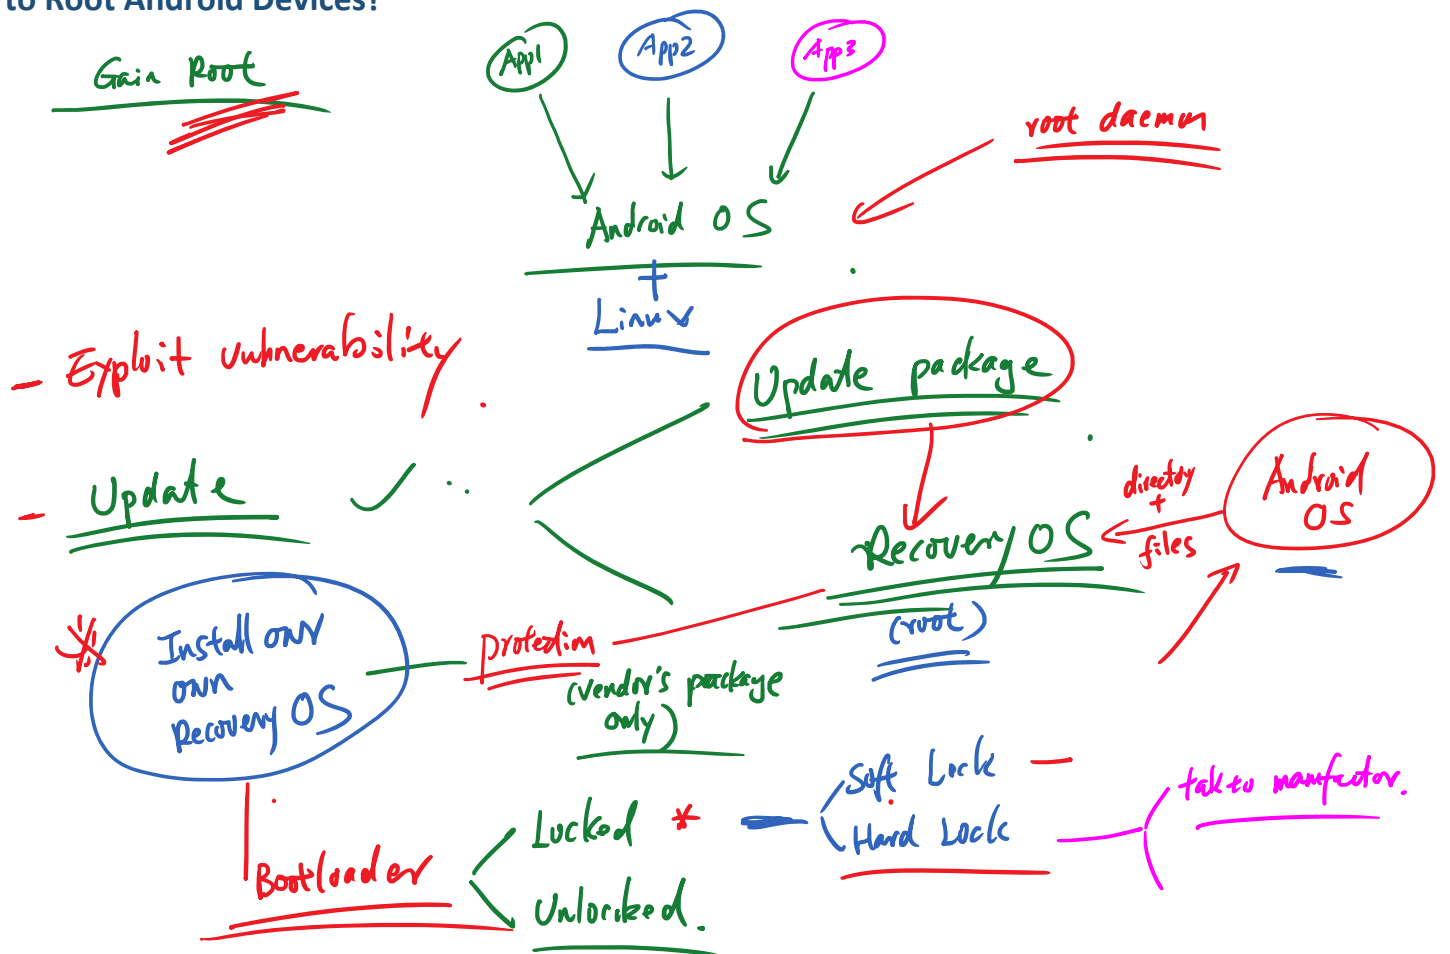 to Root Android Devices?
Gain Root
App1
App2
App3
root daemon
Android OS
+
Linux
- Exploit vulnerability
Update package
- Update
directory
+
files
Android
OS
Recovery OS
(root)
Install our
own
Recovery OS
protection
(vendor's package
only)
Soft Lock
Hard Lock
talk to manfactor.
Locked *
Unlocked.
Bootloader